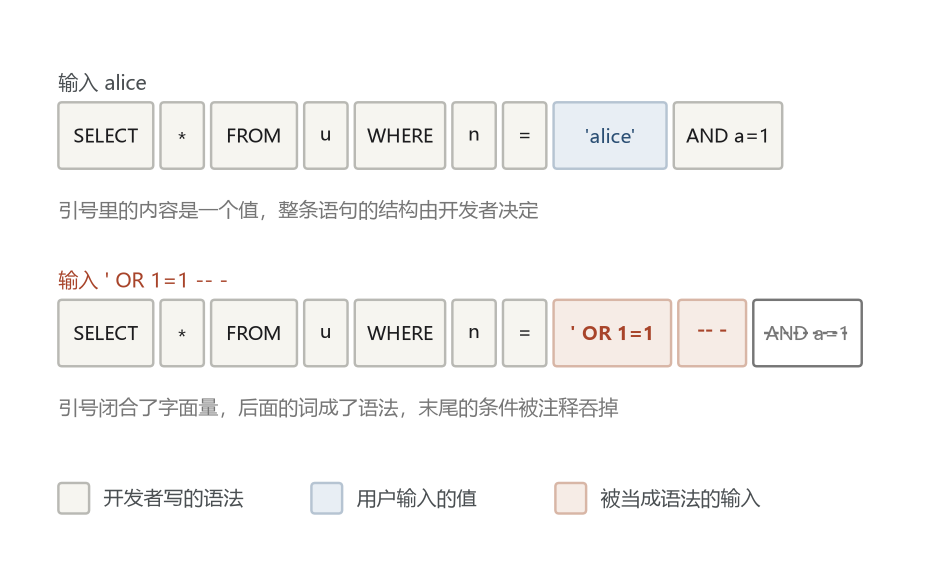 输入 alice
SELECT * FROM u WHERE n = 'alice' AND a=1
引号里的内容是一个值，整条语句的结构由开发者决定
输入 ' OR 1=1 -- -
SELECT * FROM u WHERE n = ' OR 1=1 -- - AND a=1
引号闭合了字面量，后面的词成了语法，末尾的条件被注释吞掉
开发者写的语法 用户输入的值 被当成语法的输入